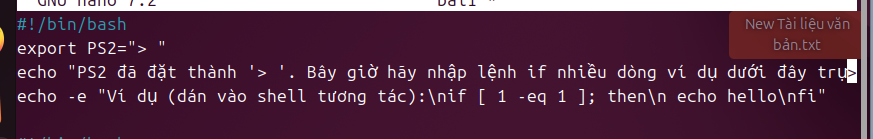 GNU nano 7.2 bai1 *
#!/bin/bash
export PS2="> "
echo "PS2 đã đặt thành '> '. Bây giờ hãy nhập lệnh if nhiều dòng ví dụ dưới đây trự>
echo -e "Ví dụ (dán vào shell tương tác):\nif [ 1 -eq 1 ]; then\n echo hello\nfi"
New Tài liệu văn
bản.txt